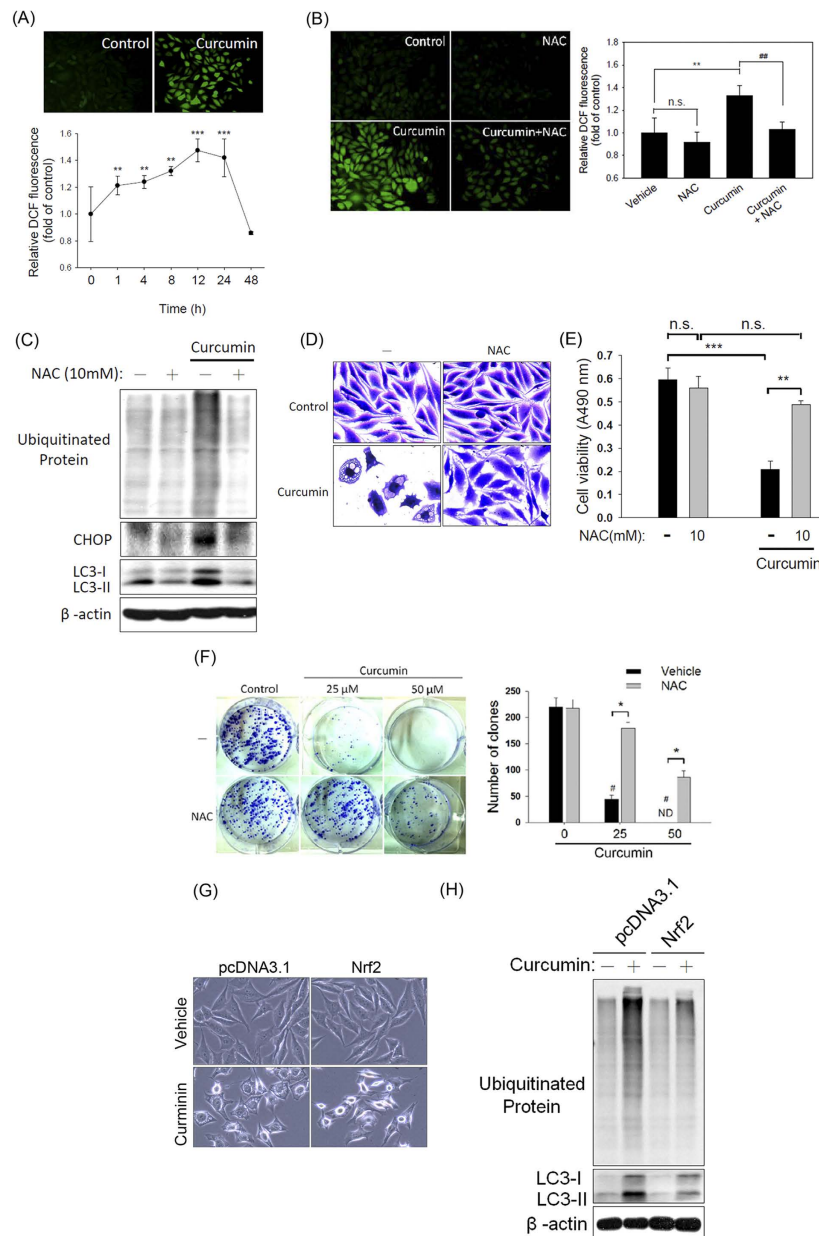 (A)
Control
Curcumin
Relative DCF fluorescence
(fold of control)
1.6
1.4
1.2
1.0
0.8
0.6
**
**
**
***
***
0
1
4
8
12
24
48
Time (h)
(B)
Control
NAC
Curcumin
Curcumin+NAC
Relative DCF fluorescence
(fold of control)
1.6
1.4
1.2
1.0
0.8
0.6
**
##
n.s.
Vehicle
NAC
Curcumin
Curcumin
+ NAC
(C)
Curcumin
NAC (10mM): — + — +
Ubiquitinated
Protein
CHOP
LC3-I
LC3-II
β -actin
(D)
—
NAC
Control
Curcumin
(E)
n.s.
n.s.
***
**
Cell viability (A490 nm)
0.7
0.6
0.5
0.4
0.3
0.2
0.1
0.0
NAC(mM): - 10 - 10
Curcumin
(F)
Curcumin
Control
25 μM
50 μM
—
NAC
Vehicle
NAC
Number of clones
250
200
150
100
50
0
*
*
#
#
ND
0
25
50
Curcumin
(G)
pcDNA3.1
Nrf2
Vehicle
Curminin
(H)
pcDNA3.1
Nrf2
Curcumin: — + — +
Ubiquitinated
Protein
LC3-I
LC3-II
β -actin